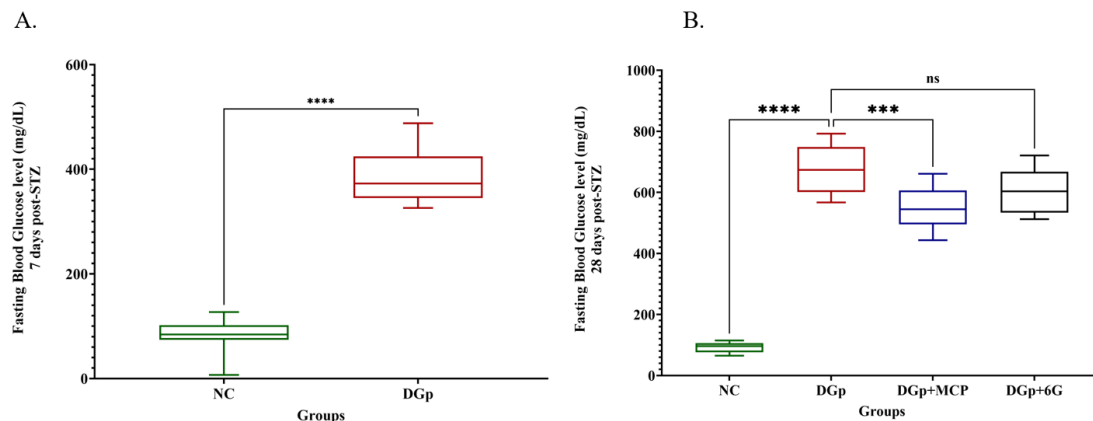 A.
Fasting Blood Glucose level (mg/dL)
7 days post-STZ
600
400
200
0
****
NC
DGp
Groups
B.
Fasting Blood Glucose level (mg/dL)
28 days post-STZ
1000
800
600
400
200
0
ns
****
***
NC
DGp
DGp+MCP
DGp+6G
Groups